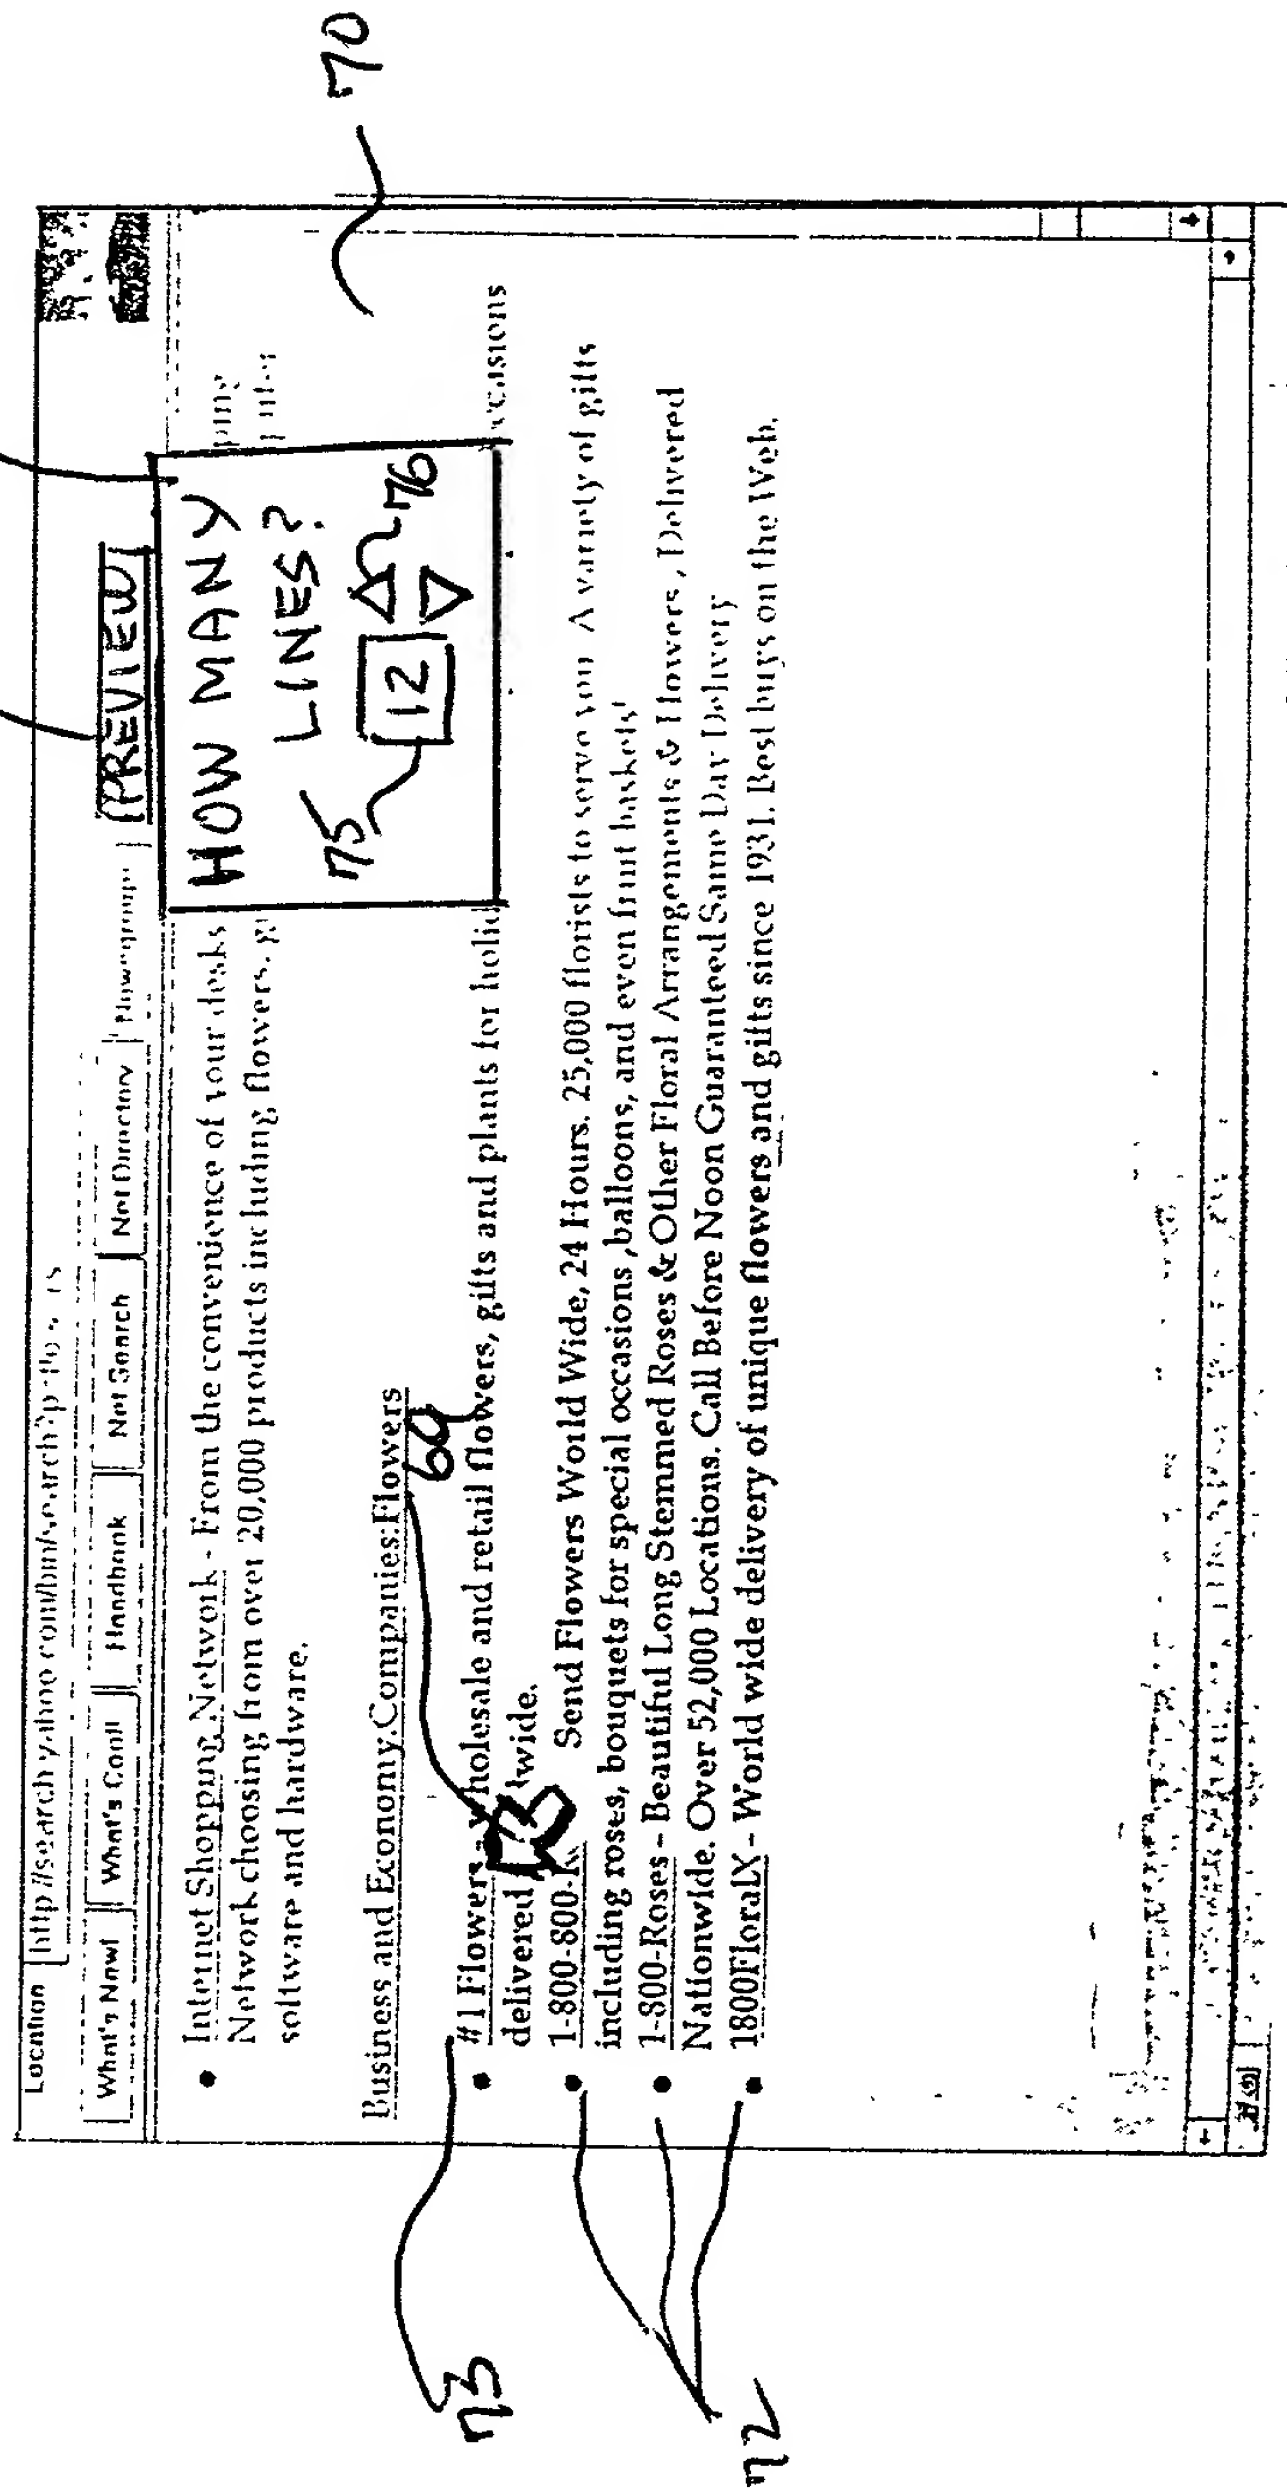 70
Location http://search.yahoo.com/bin/search?p=flowers
What's New! What's Cool! Handbook Net Search Net Directory Newsgroups
PREVIEW
HOW MANY
LINES?
75
12
76
Internet Shopping Network - From the convenience of your desks ping
Network choosing from over 20,000 products including flowers, g
software and hardware.
Business and Economy:Companies:Flowers
60
73
#1 Flowers - wholesale and retail flowers, gifts and plants for holid ccasions
delivered twide.
1-800-800- Send Flowers World Wide, 24 Hours. 25,000 florists to serve you A variety of gifts
including roses, bouquets for special occasions ,balloons, and even fruit baskets!
1-800-Roses - Beautiful Long Stemmed Roses & Other Floral Arrangements & Flowers , Delivered
Nationwide. Over 52,000 Locations. Call Before Noon Guaranteed Same Day Delivery
1800FloralX - World wide delivery of unique flowers and gifts since 1931. Best buys on the Web.
72